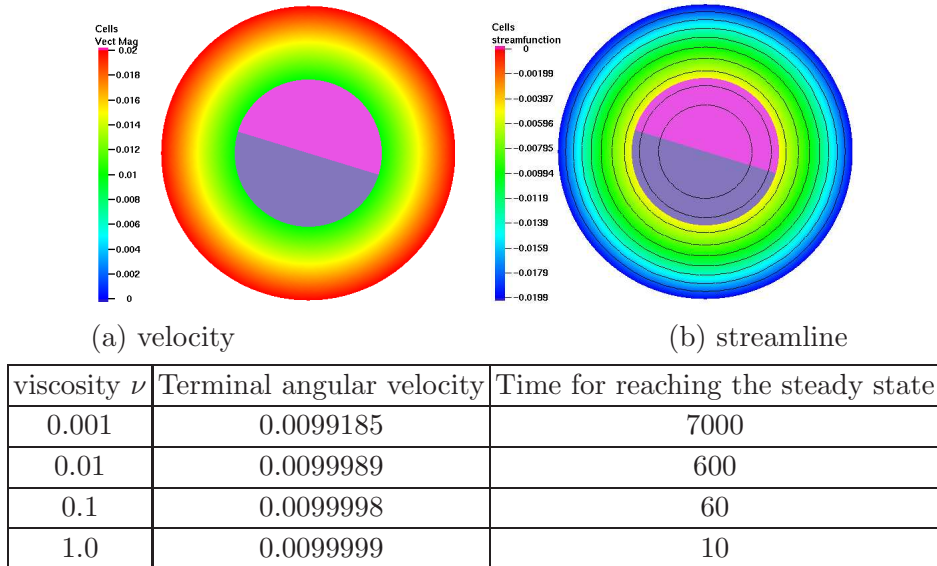 Cells
Vect Mag
0.02
0.018
0.016
0.014
0.012
0.01
0.008
0.006
0.004
0.002
0
Cells
streamfunction
0
−0.00199
−0.00397
−0.00596
−0.00795
−0.00994
−0.0119
−0.0139
−0.0159
−0.0179
−0.0199
(a) velocity
(b) streamline
viscosity ν Terminal angular velocity Time for reaching the steady state
0.001 0.0099185 7000
0.01 0.0099989 600
0.1 0.0099998 60
1.0 0.0099999 10